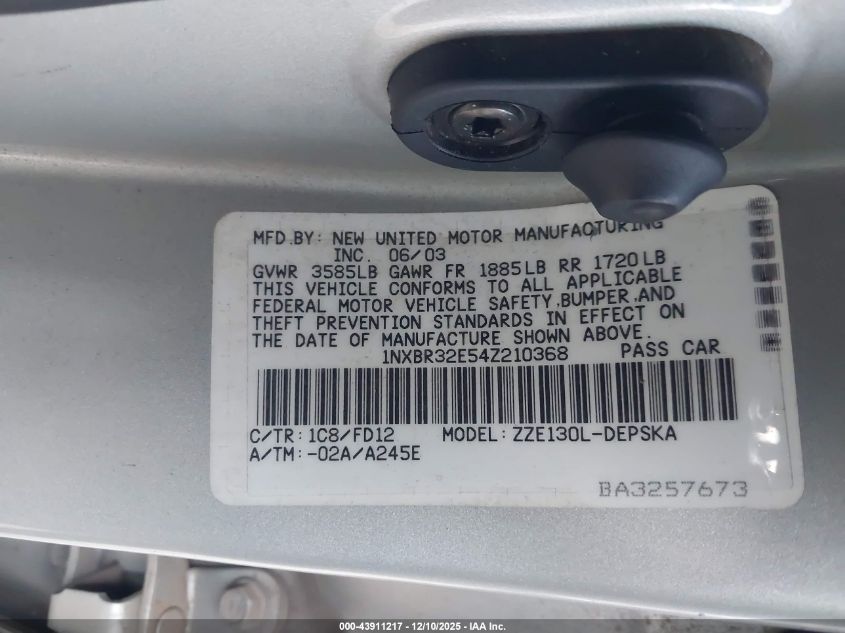 MFD.BY: NEW UNITED MOTOR MANUFACTURING
INC. 06/03
GVWR 3585LB GAWR FR 1885LB RR 1720LB
THIS VEHICLE CONFORMS TO ALL APPLICABLE
FEDERAL MOTOR VEHICLE SAFETY,BUMPER,AND
THEFT PREVENTION STANDARDS IN EFFECT ON
THE DATE OF MANUFACTURE SHOWN ABOVE.
1NXBR32E54Z210368 PASS CAR
C/TR: 1C8/FD12 MODEL: ZZE130L-DEPSKA
A/TM: -02A/A245E
BA3257673
000-43911217 - 12/10/2025 - IAA Inc.